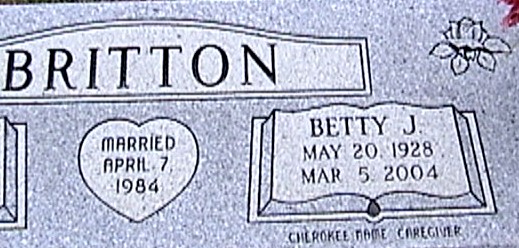 BRITTON
MARRIED
APRIL 7,
1984
BETTY J.
MAY 20, 1928
MAR 5, 2004
CHEROKEE NAME CAREGIVER